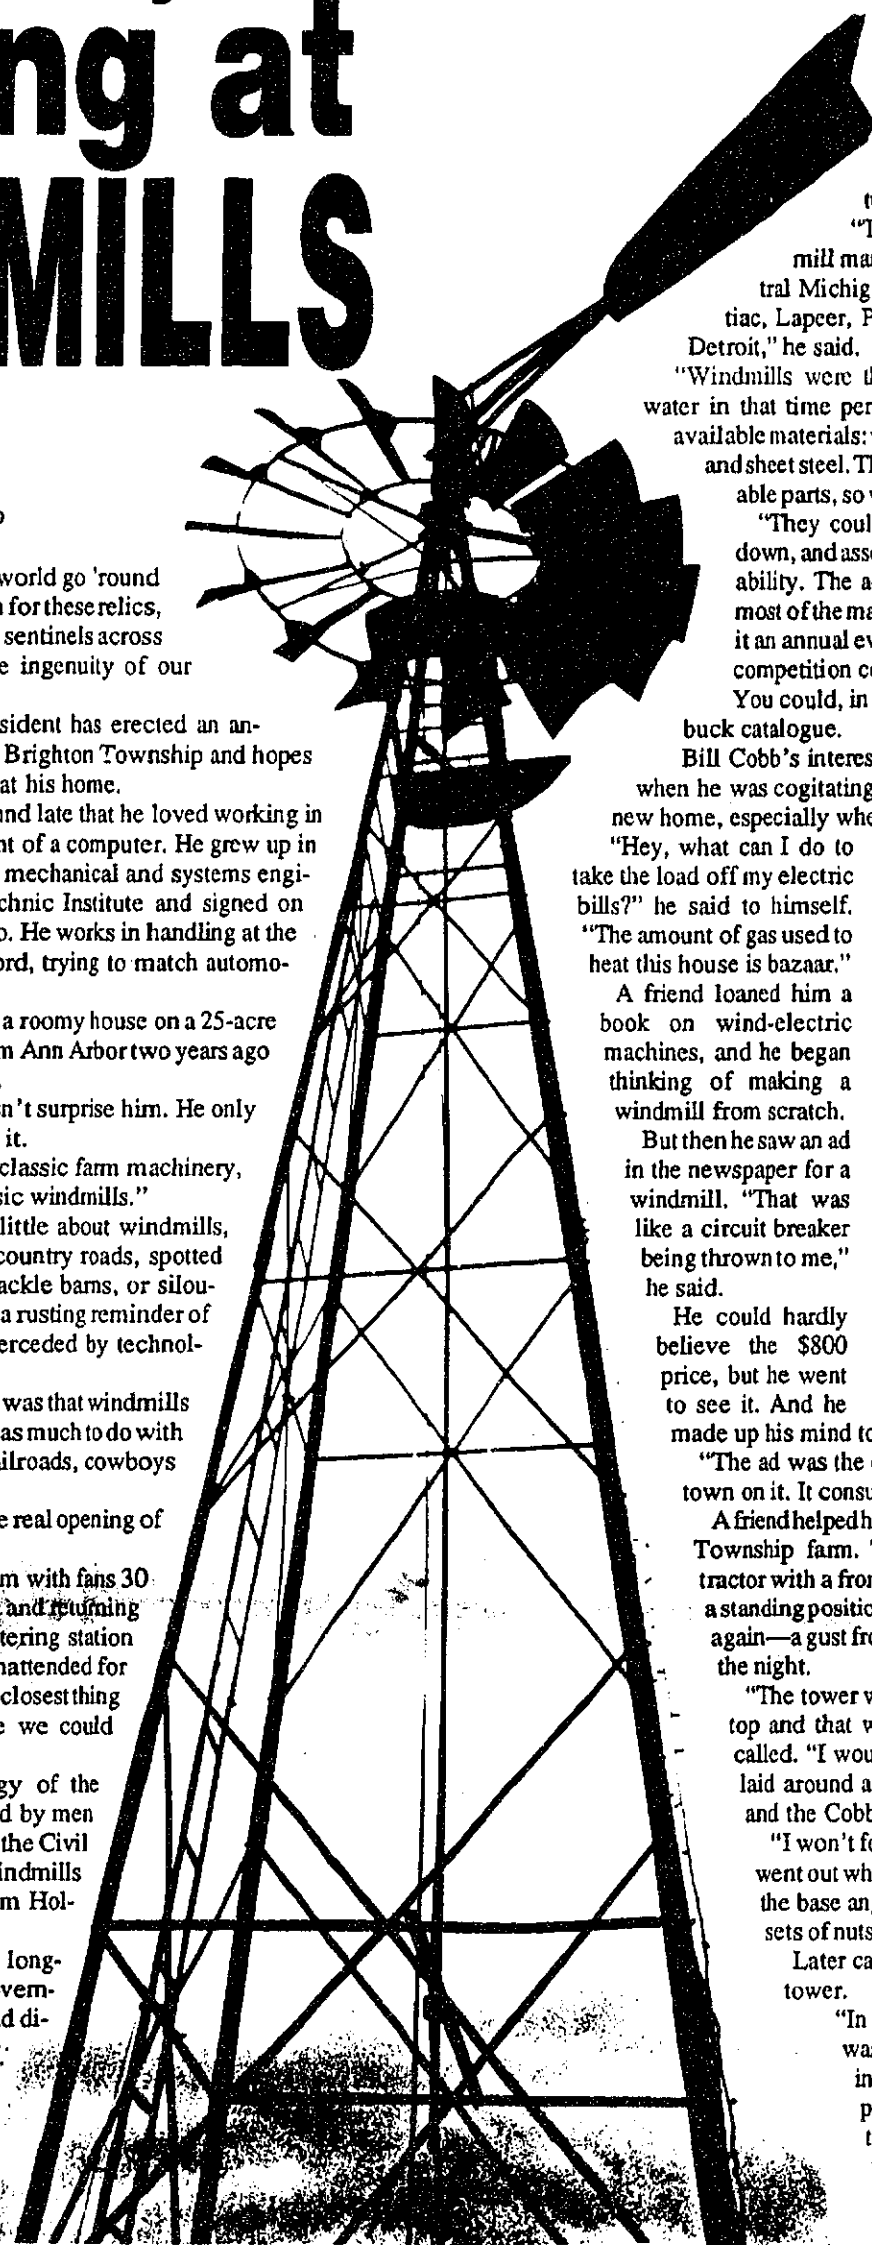 ng at
MILLS
world go 'round
for these relics,
sentinels across
e ingenuity of our
sident has erected an an-
Brighton Township and hopes
at his home.
und late that he loved working in
nt of a computer. He grew up in
mechanical and systems engi-
chnic Institute and signed on
o. He works in handling at the
ord, trying to match automo-
a roomy house on a 25-acre
m Ann Arbor two years ago
n't surprise him. He only
it.
classic farm machinery,
sic windmills."
little about windmills,
country roads, spotted
ackle barns, or silou-
a rusting reminder of
erceded by technol-
was that windmills
as much to do with
ilroads, cowboys
e real opening of
m with fans 30
and returning
tering station
nattended for
closest thing
e we could
gy of the
d by men
the Civil
indmills
m Hol-
long-
vem-
d di-
"T
mill ma
tral Michig
tiac, Lapeer, P
Detroit," he said.
"Windmills were th
water in that time per
available materials:
and sheet steel. Th
able parts, so
"They coul
down, and asse
ability. The a
most of the ma
it an annual ev
competition co
You could, in
buck catalogue.
Bill Cobb's interes
when he was cogitating
new home, especially whe
"Hey, what can I do to
take the load off my electric
bills?" he said to himself.
"The amount of gas used to
heat this house is bazaar."
A friend loaned him a
book on wind-electric
machines, and he began
thinking of making a
windmill from scratch.
But then he saw an ad
in the newspaper for a
windmill. "That was
like a circuit breaker
being thrown to me,"
he said.
He could hardly
believe the $800
price, but he went
to see it. And he
made up his mind to
"The ad was the
town on it. It consu
A friend helped h
Township farm.
tractor with a fron
a standing positio
again—a gust fro
the night.
"The tower w
top and that w
called. "I wou
laid around a
and the Cobb
"I won't fo
went out wh
the base an
sets of nuts
Later ca
tower.
"In
wa
in
p
t